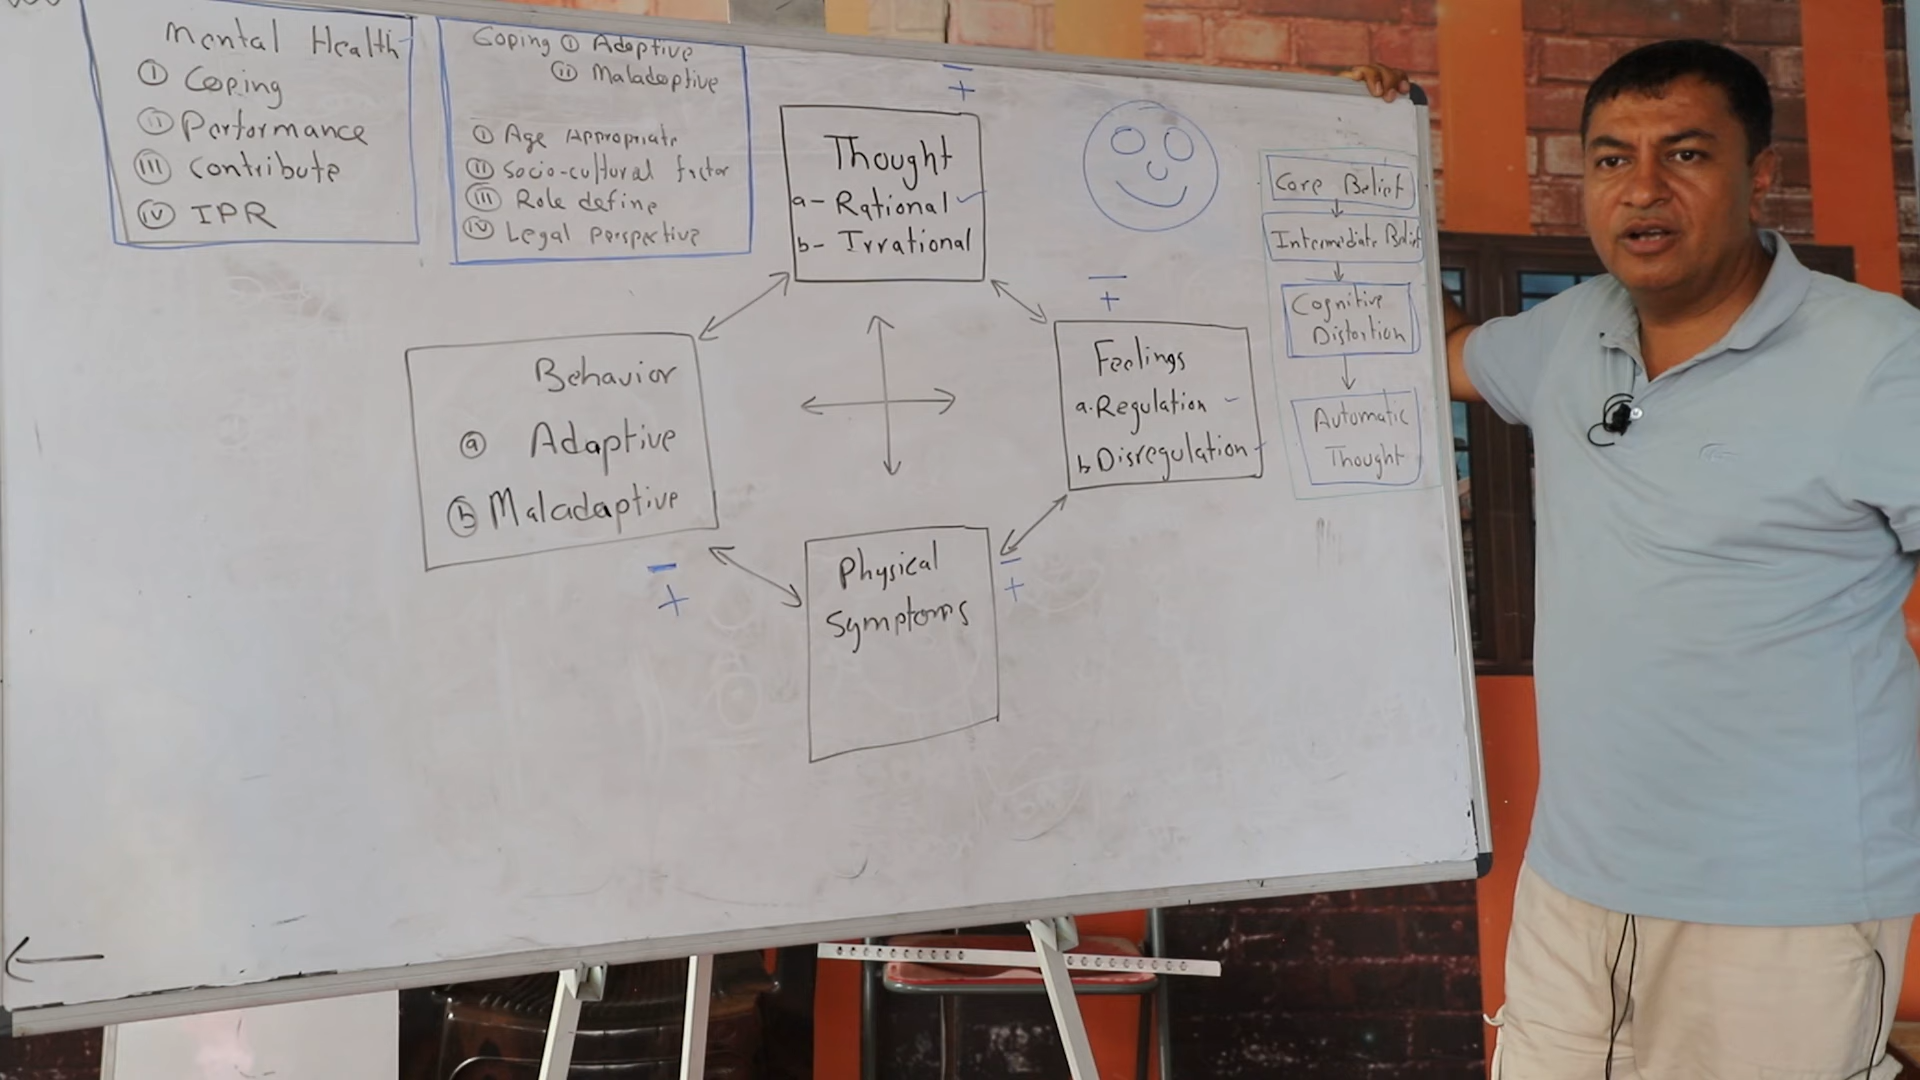 Mental Health
① Coping
② Performance
③ Contribute
④ IPR
Coping ① Adaptive
② Maladaptive
① Age Appropriate
② Socio-cultural factor
③ Role define
④ Legal perspective
Thought
a- Rational
b- Irrational
Behavior
ⓐ Adaptive
ⓑ Maladaptive
Feelings
a. Regulation
b Disregulation
Physical
Symptoms
Core Belief
Intermediate Belief
Cognitive
Distortion
Automatic
Thought